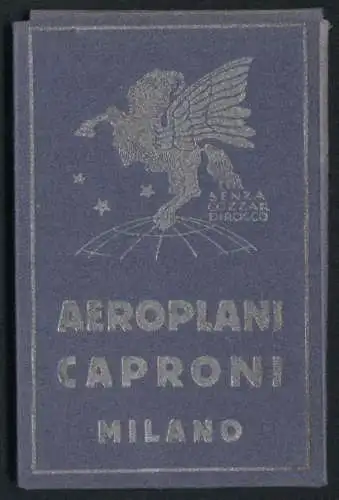 SENZA
COZZAR
DIROCCO
AEROPLANI
CAPRONI
MILANO